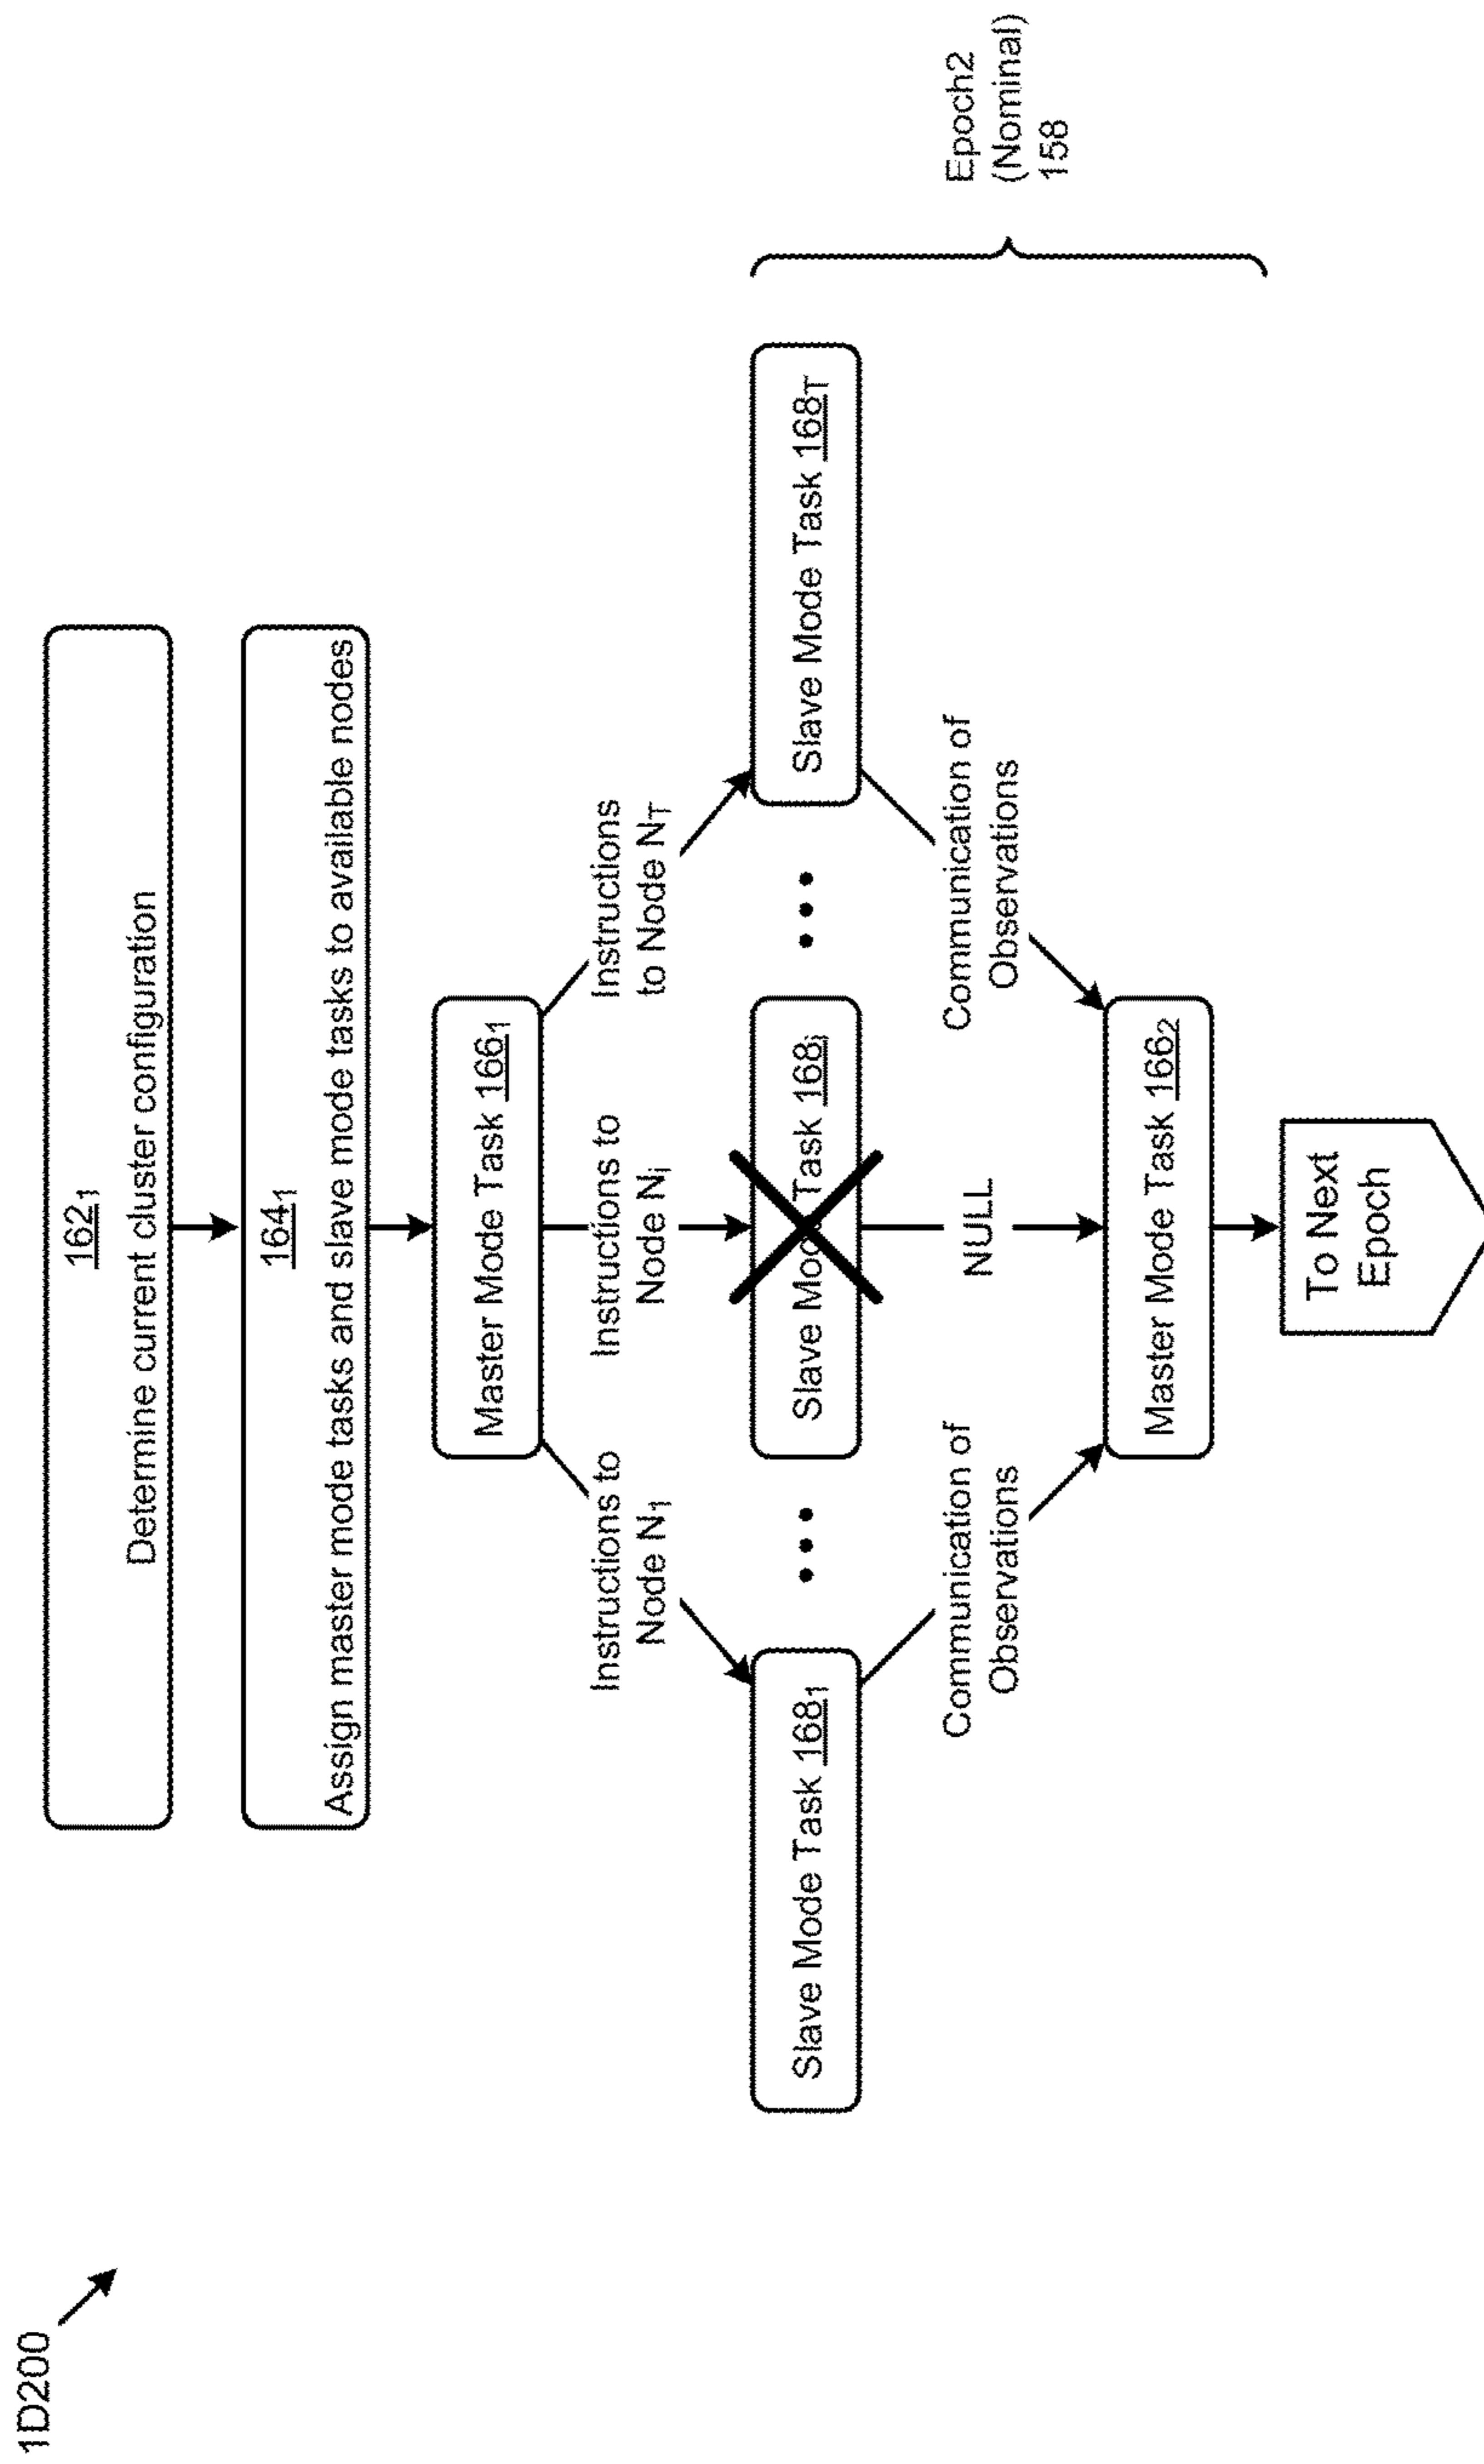 1D200
162₁
Determine current cluster configuration
164₁
Assign master mode tasks and slave mode tasks to available nodes
Master Mode Task 166₁
Instructions to
Node N₁
Instructions to
Node Nᵢ
Instructions
to Node N_T
Slave Mode Task 168₁
• • •
Slave Mode Task 168ᵢ
• • •
Slave Mode Task 168_T
Communication of
Observations
NULL
Communication of
Observations
Epoch2
(Nominal)
158
Master Mode Task 166₂
To Next
Epoch